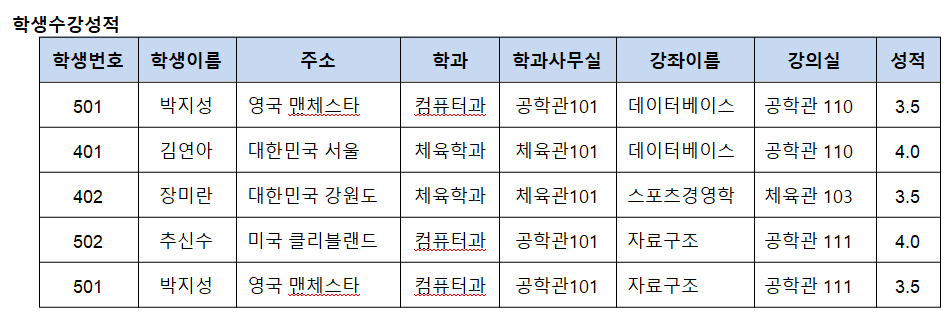 학생수강성적
학생번호 학생이름 주소 학과 학과사무실 강좌이름 강의실 성적
501 박지성 영국 맨체스타 컴퓨터과 공학관101 데이터베이스 공학관 110 3.5
401 김연아 대한민국 서울 체육학과 체육관101 데이터베이스 공학관 110 4.0
402 장미란 대한민국 강원도 체육학과 체육관101 스포츠경영학 체육관 103 3.5
502 추신수 미국 클리블랜드 컴퓨터과 공학관101 자료구조 공학관 111 4.0
501 박지성 영국 맨체스타 컴퓨터과 공학관101 자료구조 공학관 111 3.5